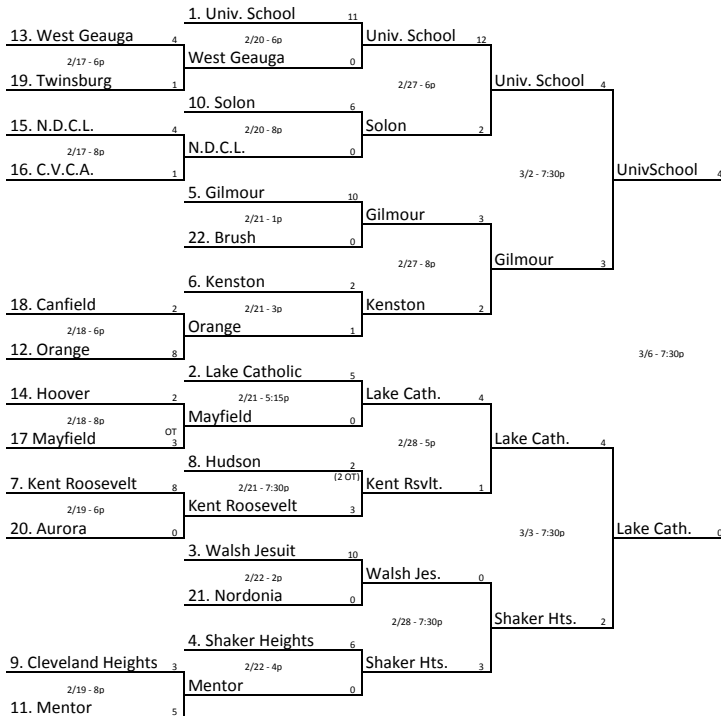 1. Univ. School 11
13. West Geauga 4
2/20 - 6p
Univ. School 12
2/17 - 6p
West Geauga 0
19. Twinsburg 1
2/27 - 6p
Univ. School 4
10. Solon 6
15. N.D.C.L. 4
2/20 - 8p
Solon 2
2/17 - 8p
N.D.C.L. 0
16. C.V.C.A. 1
3/2 - 7:30p
UnivSchool 4
5. Gilmour 10
2/21 - 1p
Gilmour 3
22. Brush 0
2/27 - 8p
Gilmour 3
6. Kenston 2
18. Canfield 2
2/21 - 3p
Kenston 2
2/18 - 6p
Orange 1
12. Orange 8
3/6 - 7:30p
2. Lake Catholic 5
14. Hoover 2
2/21 - 5:15p
Lake Cath. 4
2/18 - 8p
Mayfield 0
OT
17 Mayfield 3
2/28 - 5p
Lake Cath. 4
8. Hudson 2
(2 OT)
7. Kent Roosevelt 8
2/21 - 7:30p
Kent Rsvlt. 1
2/19 - 6p
Kent Roosevelt 3
20. Aurora 0
3/3 - 7:30p
Lake Cath. 0
3. Walsh Jesuit 10
2/22 - 2p
Walsh Jes. 0
21. Nordonia 0
2/28 - 7:30p
Shaker Hts. 2
4. Shaker Heights 6
9. Cleveland Heights 3
2/22 - 4p
Shaker Hts. 3
2/19 - 8p
Mentor 0
11. Mentor 5